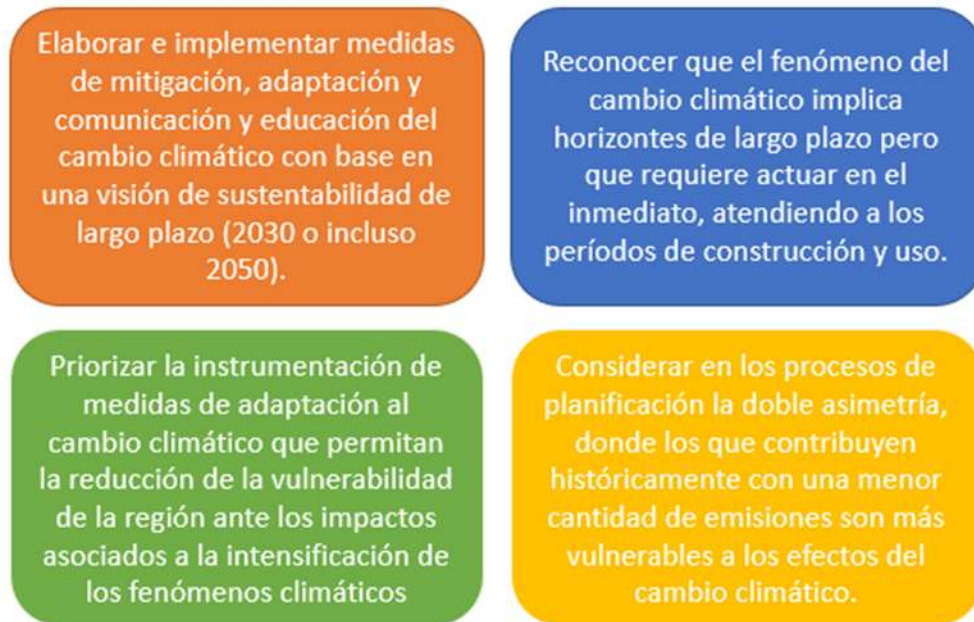 Elaborar e implementar medidas
de mitigación, adaptación y
comunicación y educación del
cambio climático con base en
una visión de sustentabilidad de
largo plazo (2030 o incluso
2050).
Reconocer que el fenómeno del
cambio climático implica
horizontes de largo plazo pero
que requiere actuar en el
inmediato, atendiendo a los
períodos de construcción y uso.
Priorizar la instrumentación de
medidas de adaptación al
cambio climático que permitan
la reducción de la vulnerabilidad
de la región ante los impactos
asociados a la intensificación de
los fenómenos climáticos
Considerar en los procesos de
planificación la doble asimetría,
donde los que contribuyen
históricamente con una menor
cantidad de emisiones son más
vulnerables a los efectos del
cambio climático.